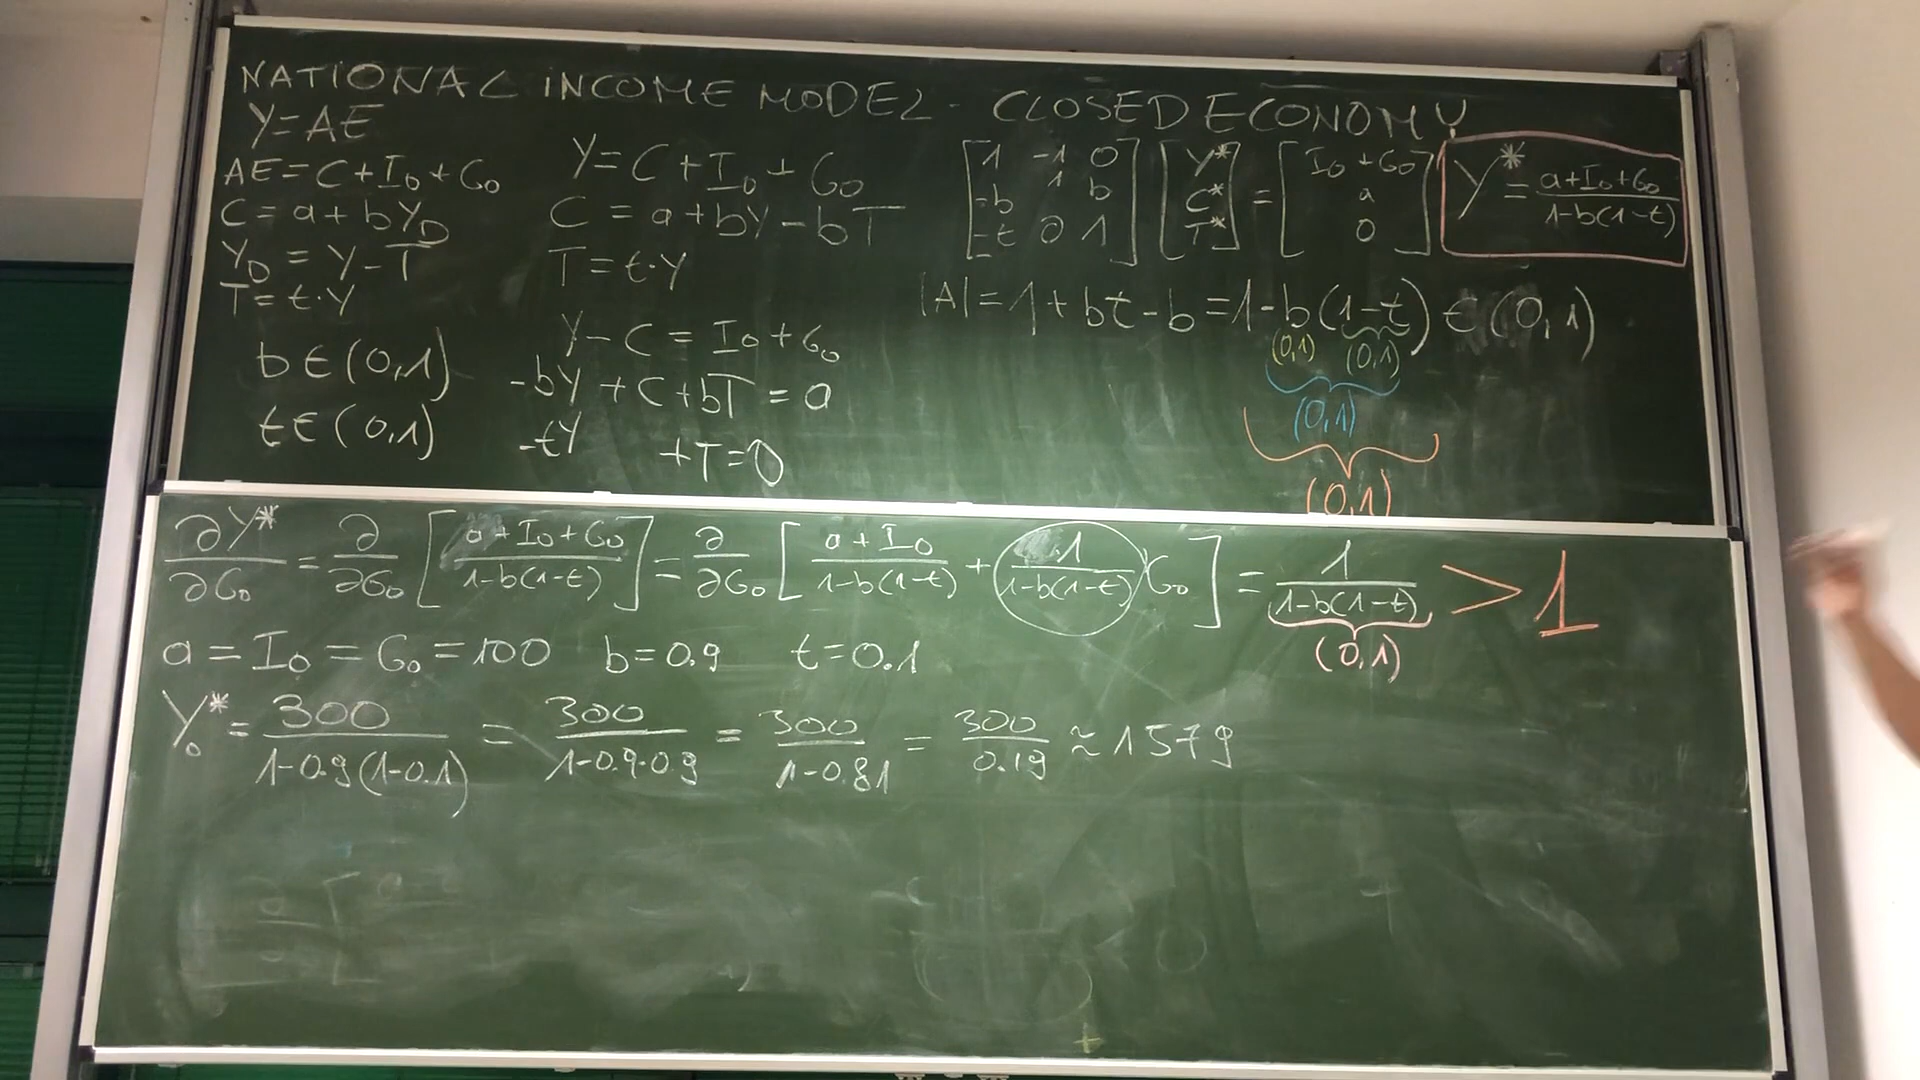 NATIONAL INCOME MODEL - CLOSED ECONOMY
Y=AE
AE=C+I₀+G₀
C=a+bY_D
Y_D=Y-T
T=t·Y
b∈(0,1)
t∈(0,1)
Y=C+I₀+G₀
C=a+bY-bT
T=t·Y
Y-C=I₀+G₀
-bY+C+bT=a
-tY +T=0
[1 -1 0] [Y*] = [I₀+G₀]
[-b 1 b] [C*] [a]
[-t 0 1] [T*] [0]
Y*=(a+I₀+G₀)/(1-b(1-t))
|A|=1+bt-b=1-b(1-t)∈(0,1)
(0,1) (0,1)
(0,1)
(0,1)
∂Y*/∂G₀=∂/∂G₀[(a+I₀+G₀)/(1-b(1-t))]=∂/∂G₀[(a+I₀)/(1-b(1-t))+1/(1-b(1-t))G₀]=1/(1-b(1-t))>1
(0,1)
a=I₀=G₀=100 b=0.9 t=0.1
Y₀*=300/(1-0.9(1-0.1))=300/(1-0.9·0.9)=300/(1-0.81)=300/0.19≈1579